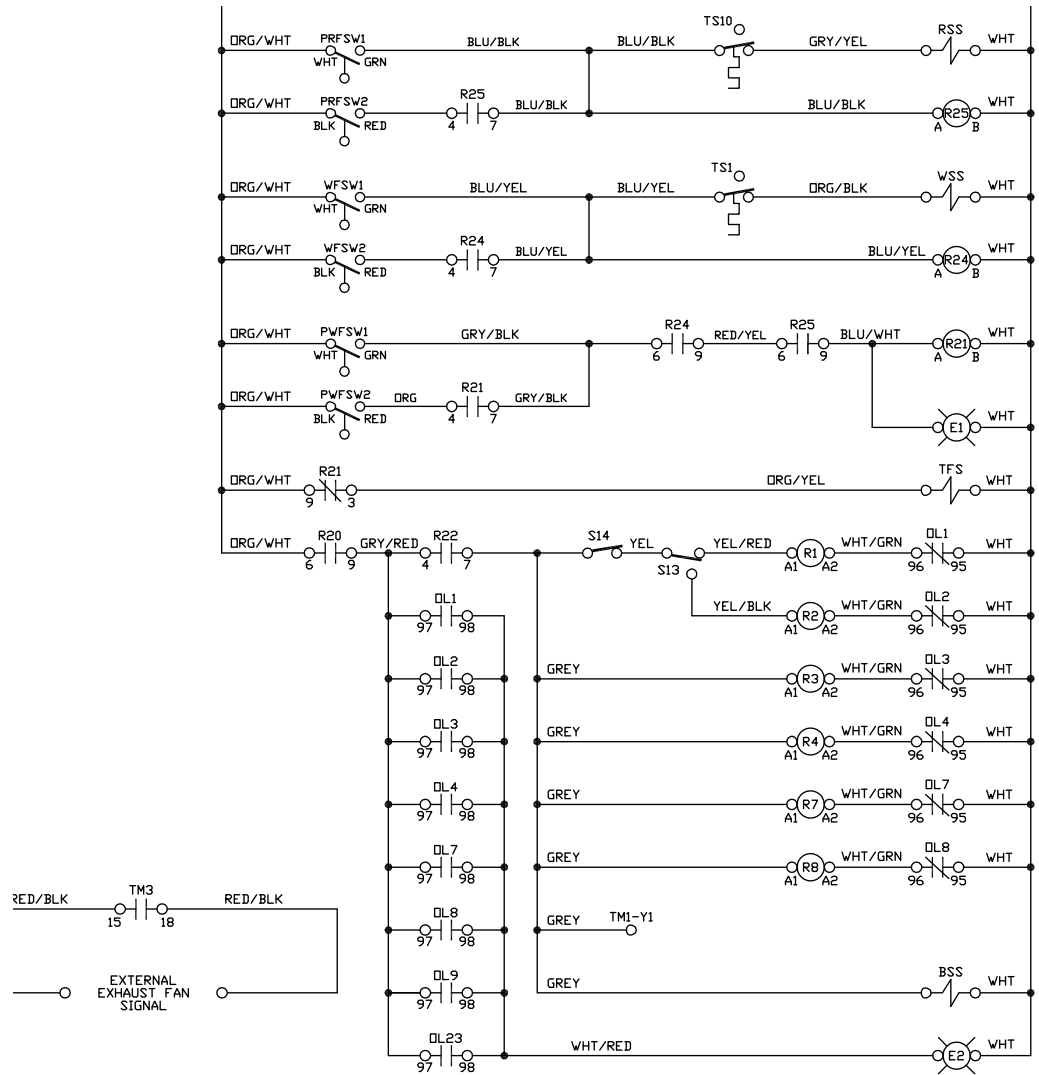 TS10 RSS
ORG/WHT PRFSW1 BLU/BLK BLU/BLK GRY/YEL WHT
WHT GRN
R25
ORG/WHT PRFSW2 BLU/BLK BLU/BLK R25 WHT
BLK RED 4 7 A B
TS1 WSS
ORG/WHT WFSW1 BLU/YEL BLU/YEL ORG/BLK WHT
WHT GRN
R24
ORG/WHT WFSW2 BLU/YEL BLU/YEL R24 WHT
BLK RED 4 7 A B
R24 R25
ORG/WHT PWFSW1 GRY/BLK RED/YEL BLU/WHT R21 WHT
WHT GRN 6 9 6 9 A B
R21
ORG/WHT PWFSW2 ORG GRY/BLK
BLK RED 4 7
E1 WHT
R21 TFS
ORG/WHT ORG/YEL WHT
9 3
R20 R22 S14 OL1
ORG/WHT GRY/RED YEL YEL/RED R1 WHT/GRN WHT
6 9 4 7 S13 A1 A2 96 95
OL1 YEL/BLK R2 WHT/GRN OL2 WHT
97 98 A1 A2 96 95
OL2 GREY R3 WHT/GRN OL3 WHT
97 98 A1 A2 96 95
OL3 GREY R4 WHT/GRN OL4 WHT
97 98 A1 A2 96 95
OL4 GREY R7 WHT/GRN OL7 WHT
97 98 A1 A2 96 95
OL7 GREY R8 WHT/GRN OL8 WHT
97 98 A1 A2 96 95
RED/BLK TM3 RED/BLK
15 18
OL8 GREY TM1-Y1
97 98
EXTERNAL
EXHAUST FAN
SIGNAL
OL9 GREY BSS WHT
97 98
OL23 WHT/RED E2 WHT
97 98